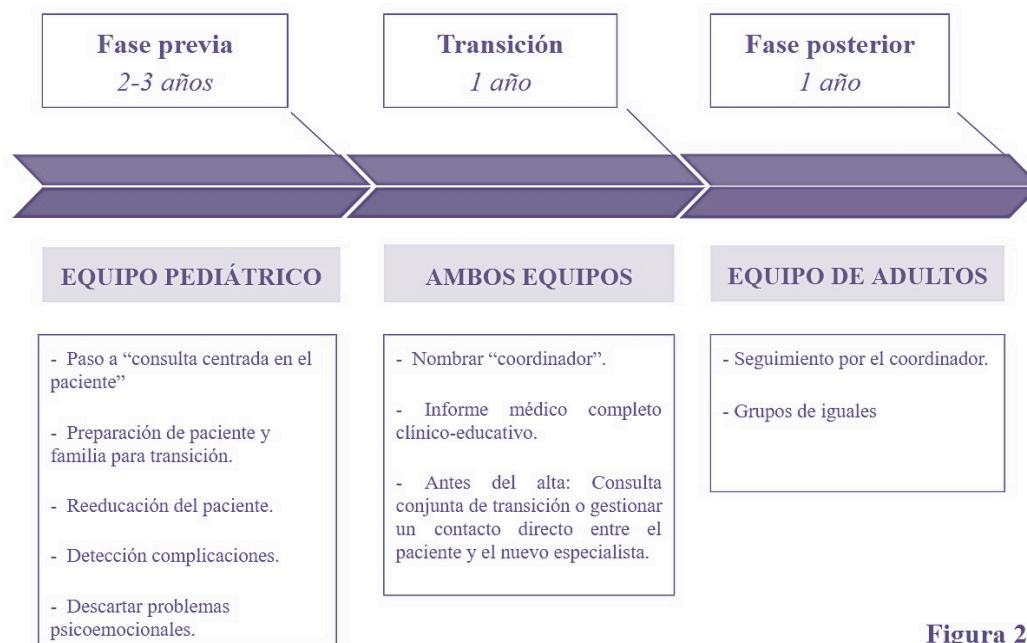 Fase previa
2-3 años
Transición
1 año
Fase posterior
1 año
EQUIPO PEDIÁTRICO
AMBOS EQUIPOS
EQUIPO DE ADULTOS
- Paso a “consulta centrada en el
paciente”
- Preparación de paciente y
familia para transición.
- Reeducación del paciente.
- Detección complicaciones.
- Descartar problemas
psicoemocionales.
- Nombrar “coordinador”.
- Informe médico completo
clínico-educativo.
- Antes del alta: Consulta
conjunta de transición o gestionar
un contacto directo entre el
paciente y el nuevo especialista.
- Seguimiento por el coordinador.
- Grupos de iguales
Figura 2